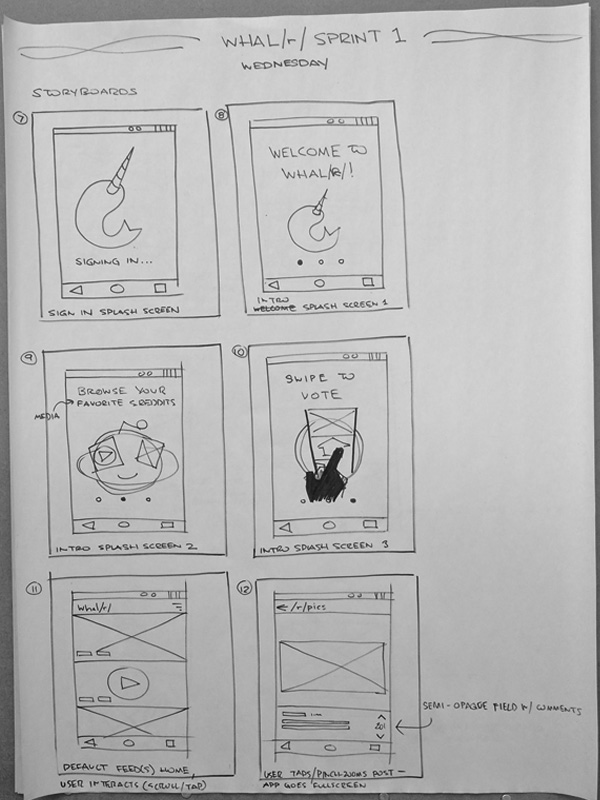 WHAL/r/ SPRINT 1
WEDNESDAY
STORYBOARDS
7
SIGNING IN...
SIGN IN SPLASH SCREEN
8
WELCOME TO
WHAL/R/!
INTRO
WELCOME SPLASH SCREEN 1
9
BROWSE YOUR
FAVORITE SREDDITS
MEDIA
INTRO SPLASH SCREEN 2
10
SWIPE TO
VOTE
INTRO SPLASH SCREEN 3
11
whal/r/
DEFAULT FEED(S) HOME,
USER INTERACTS (SCROLL/TAP)
12
/r/pics
201
SEMI-OPAQUE FIELD W/ COMMENTS
USER TAPS/PINCH-ZOOMS POST -
APP GOES FULLSCREEN